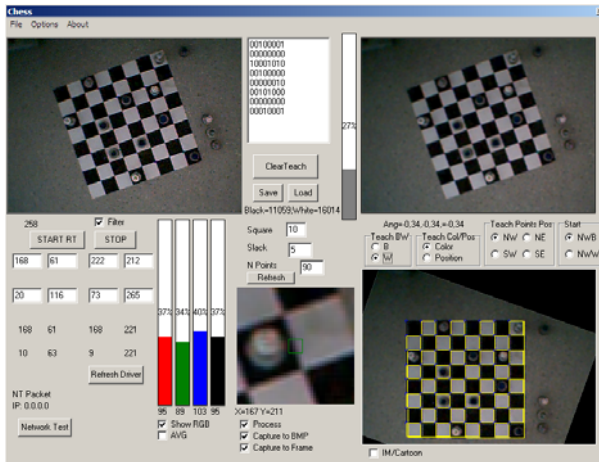 Chess
File Options About
00100001
00000000
10001010
00100000
00000010
00101000
00000000
00010001
27%
ClearTeach
Save Load
Black=11059;White=16014
258 Filter
START RT STOP
168 61 222 212
20 116 73 265
168 61 168 221
10 63 9 221
Refresh Driver
NT Packet
IP: 0.0.0.0
Network Test
37% 34% 40% 37%
95 89 103 95
Show RGB
AVG
Square 10
Slack 5
N Points 90
Refresh
X=167 Y=211
Process
Capture to BMP
Capture to Frame
Ang=-0.34,-0.34,=-0.34
Teach BW Teach Col/Pos Teach Points Pos Start
B Color NW NE NWB
W Position SW SE NWW
IM/Cartoon